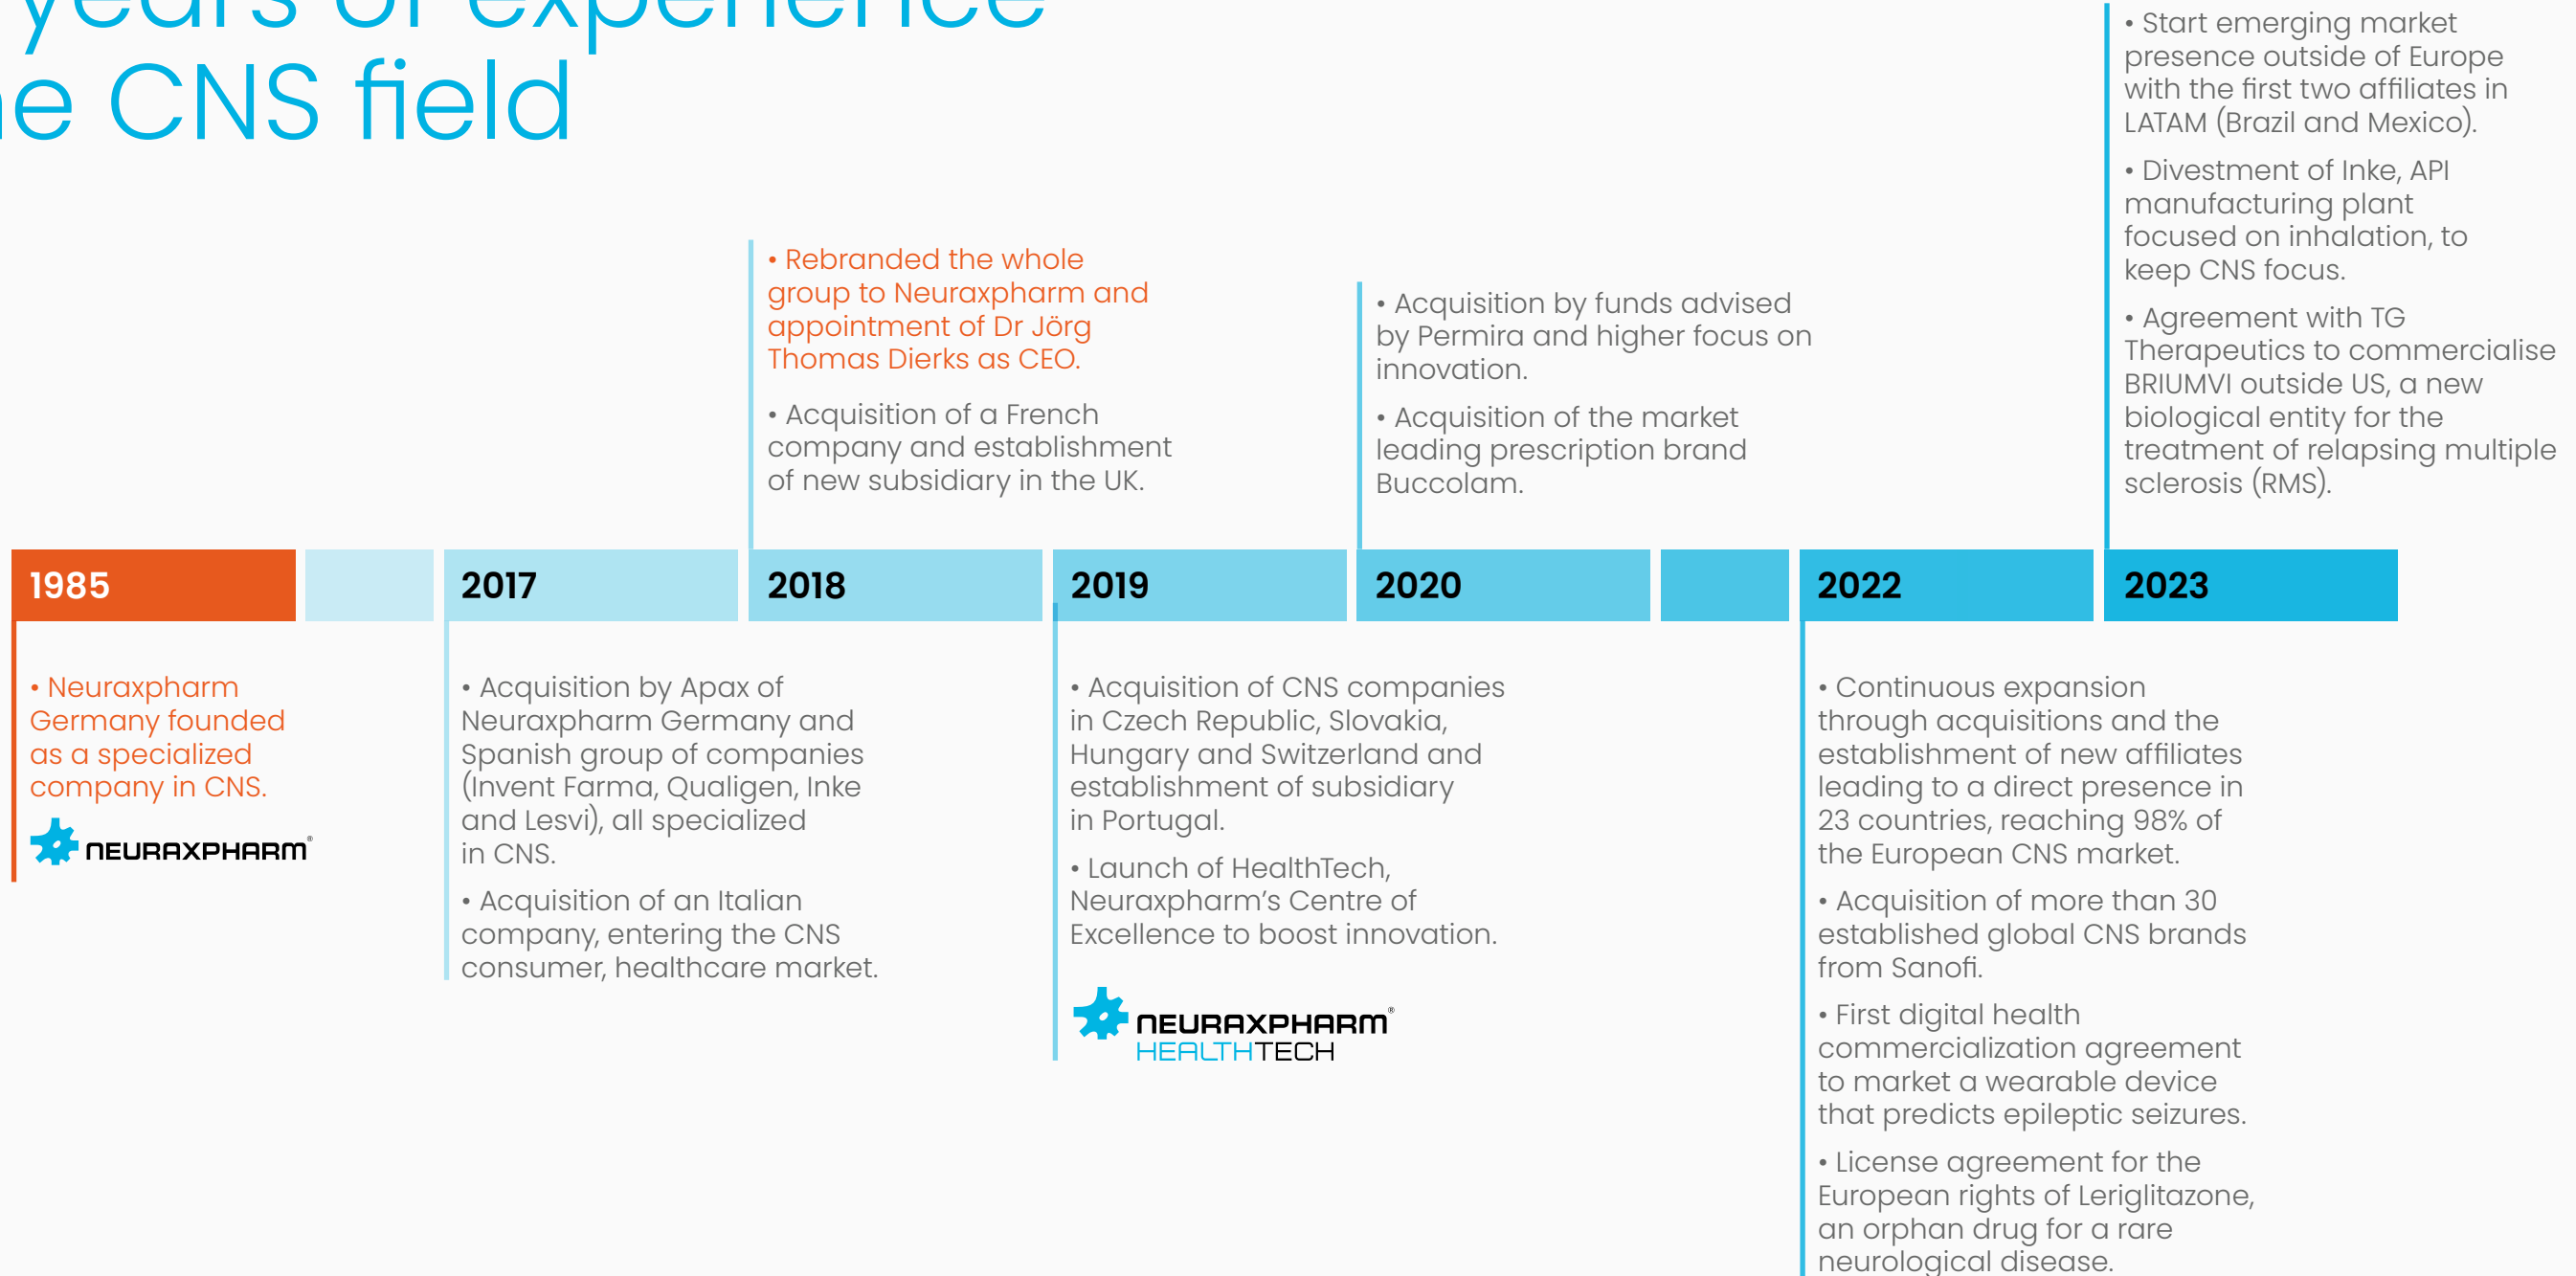 years of experience
he CNS field
1985
• Neuraxpharm
Germany founded
as a specialized
company in CNS.
NEURAXPHARM®
2017
• Acquisition by Apax of
Neuraxpharm Germany and
Spanish group of companies
(Invent Farma, Qualigen, Inke
and Lesvi), all specialized
in CNS.
• Acquisition of an Italian
company, entering the CNS
consumer, healthcare market.
• Rebranded the whole
group to Neuraxpharm and
appointment of Dr Jörg
Thomas Dierks as CEO.
• Acquisition of a French
company and establishment
of new subsidiary in the UK.
2018
2019
• Acquisition of CNS companies
in Czech Republic, Slovakia,
Hungary and Switzerland and
establishment of subsidiary
in Portugal.
• Launch of HealthTech,
Neuraxpharm’s Centre of
Excellence to boost innovation.
NEURAXPHARM®
HEALTHTECH
• Acquisition by funds advised
by Permira and higher focus on
innovation.
• Acquisition of the market
leading prescription brand
Buccolam.
2020
2022
• Continuous expansion
through acquisitions and the
establishment of new affiliates
leading to a direct presence in
23 countries, reaching 98% of
the European CNS market.
• Acquisition of more than 30
established global CNS brands
from Sanofi.
• First digital health
commercialization agreement
to market a wearable device
that predicts epileptic seizures.
• License agreement for the
European rights of Leriglitazone,
an orphan drug for a rare
neurological disease.
• Start emerging market
presence outside of Europe
with the first two affiliates in
LATAM (Brazil and Mexico).
• Divestment of Inke, API
manufacturing plant
focused on inhalation, to
keep CNS focus.
• Agreement with TG
Therapeutics to commercialise
BRIUMVI outside US, a new
biological entity for the
treatment of relapsing multiple
sclerosis (RMS).
2023